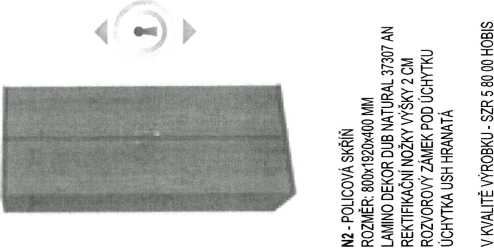 N2 - POLICOVÁ SKŘÍŇ
ROZMĚR: 800x1920x400 MM
LAMINO DEKOR DUB NATURAL 37307 AN
REKTIFIKAČNÍ NOŽKY VÝŠKY 2 CM
ROZVOROVÝ ZÁMEK POD ÚCHYTKU
ÚCHYTKA USH HRANATÁ
V KVALITĚ VÝROBKU - SZR 5 80 00 HOBIS